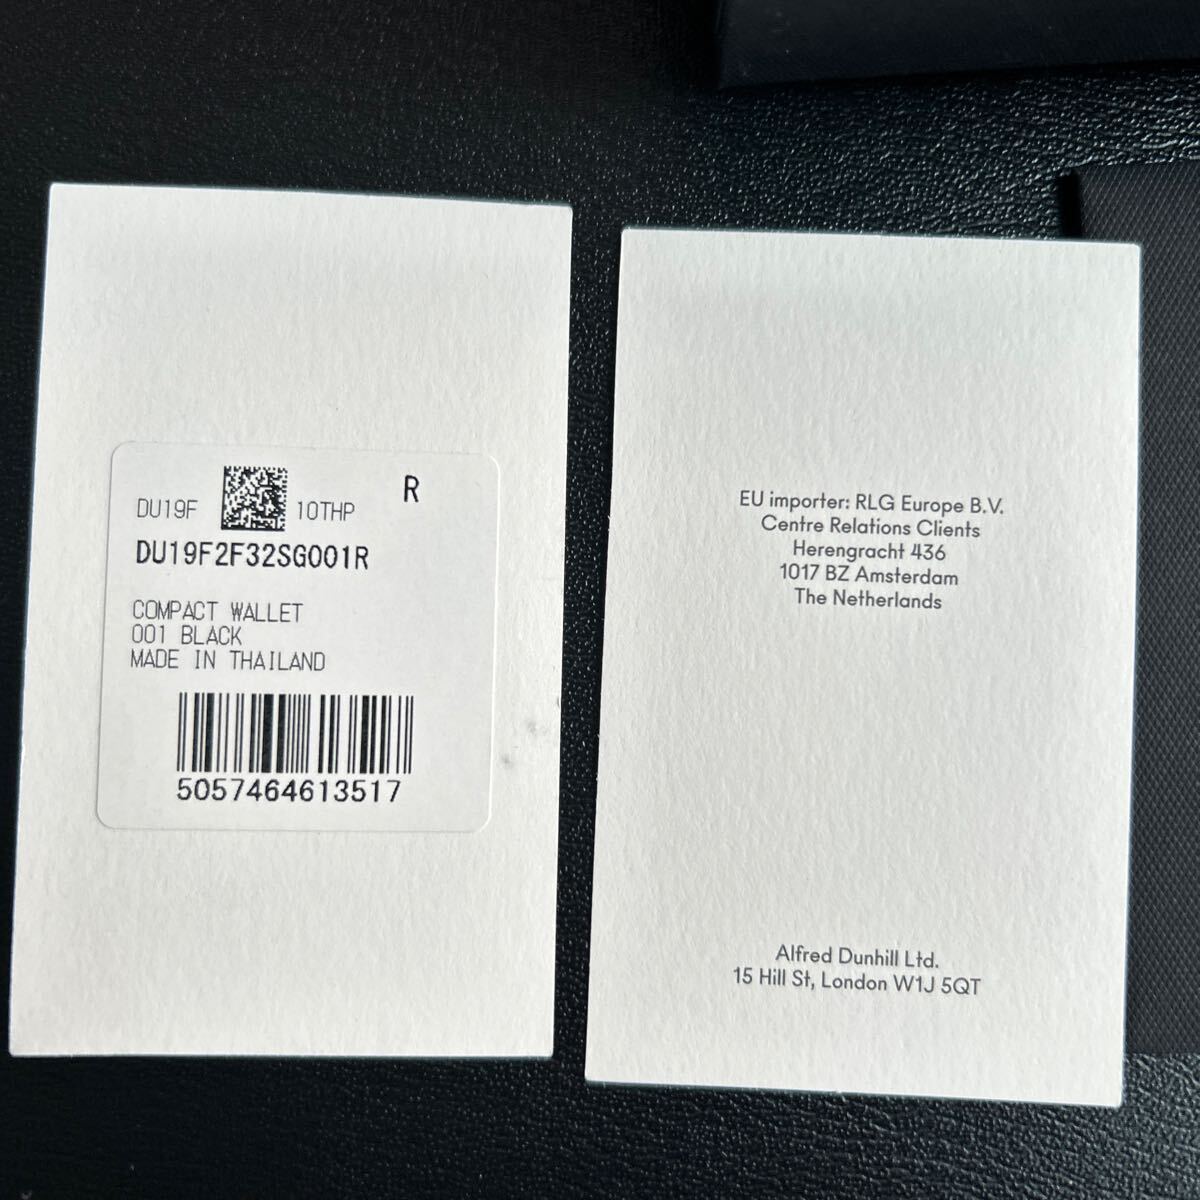 DU19F 10THP R
DU19F2F32SG001R
COMPACT WALLET
001 BLACK
MADE IN THAILAND
5057464613517
EU importer: RLG Europe B.V.
Centre Relations Clients
Herengracht 436
1017 BZ Amsterdam
The Netherlands
Alfred Dunhill Ltd.
15 Hill St, London W1J 5QT